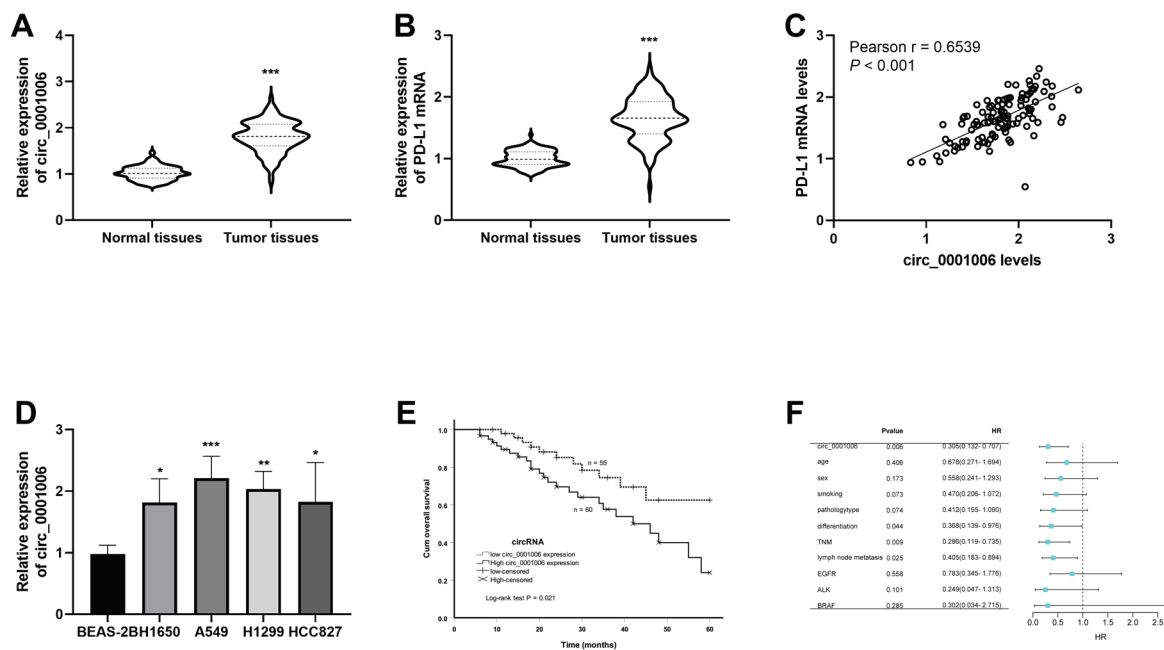 A
Relative expression
of circ_0001006
4
3
2
1
0
***
Normal tissues
Tumor tissues
B
Relative expression
of PD-L1 mRNA
3
2
1
0
***
Normal tissues
Tumor tissues
C
PD-L1 mRNA levels
3
2
1
0
Pearson r = 0.6539
P < 0.001
0
1
2
3
circ_0001006 levels
D
Relative expression
of circ_0001006
3
2
1
0
*
***
**
*
BEAS-2B
H1650
A549
H1299
HCC827
E
Cum overall survival
1.0
0.8
0.6
0.4
0.2
0.0
n = 55
n = 60
circRNA
low circ_0001006 expression
High circ_0001006 expression
low-censored
High-censored
Log-rank test P = 0.021
0 10 20 30 40 50 60
Time (months)
F
Pvalue HR
circ_0001006 0.006 0.305(0.132- 0.707)
age 0.406 0.678(0.271- 1.694)
sex 0.173 0.558(0.241- 1.293)
smoking 0.073 0.470(0.206- 1.072)
pathologytype 0.074 0.412(0.155- 1.090)
differentiation 0.044 0.368(0.139- 0.976)
TNM 0.009 0.296(0.119- 0.735)
lymph node metatasis 0.025 0.405(0.183- 0.894)
EGFR 0.558 0.783(0.345- 1.776)
ALK 0.101 0.249(0.047- 1.313)
BRAF 0.285 0.302(0.034- 2.715)
0.0 0.5 1.0 1.5 2.0 2.5
HR